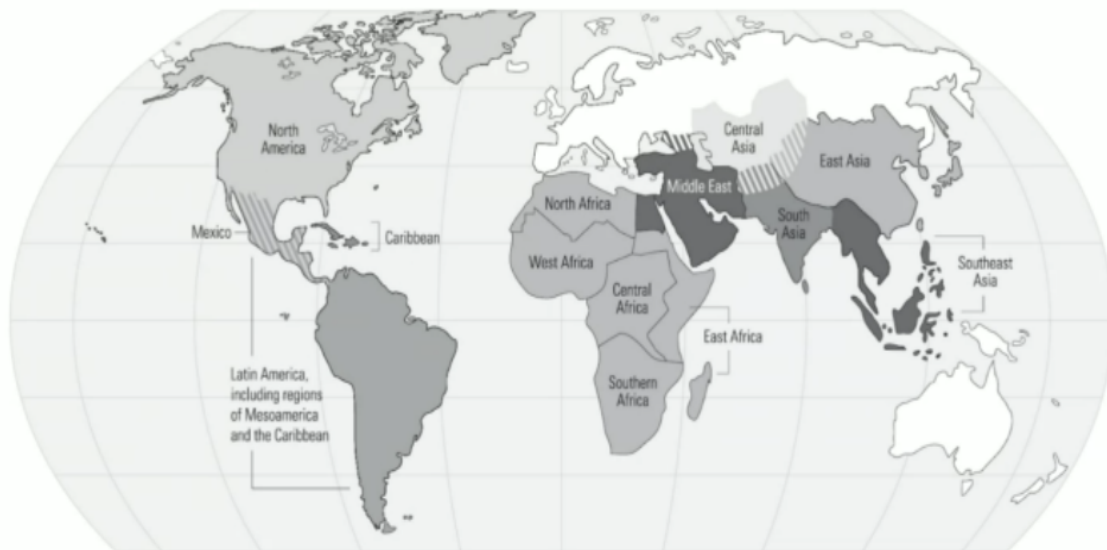 North
America
Mexico
Caribbean
Latin America,
including regions
of Mesoamerica
and the Caribbean
North Africa
West Africa
Central
Africa
East Africa
Southern
Africa
Middle East
Central
Asia
East Asia
South
Asia
Southeast
Asia